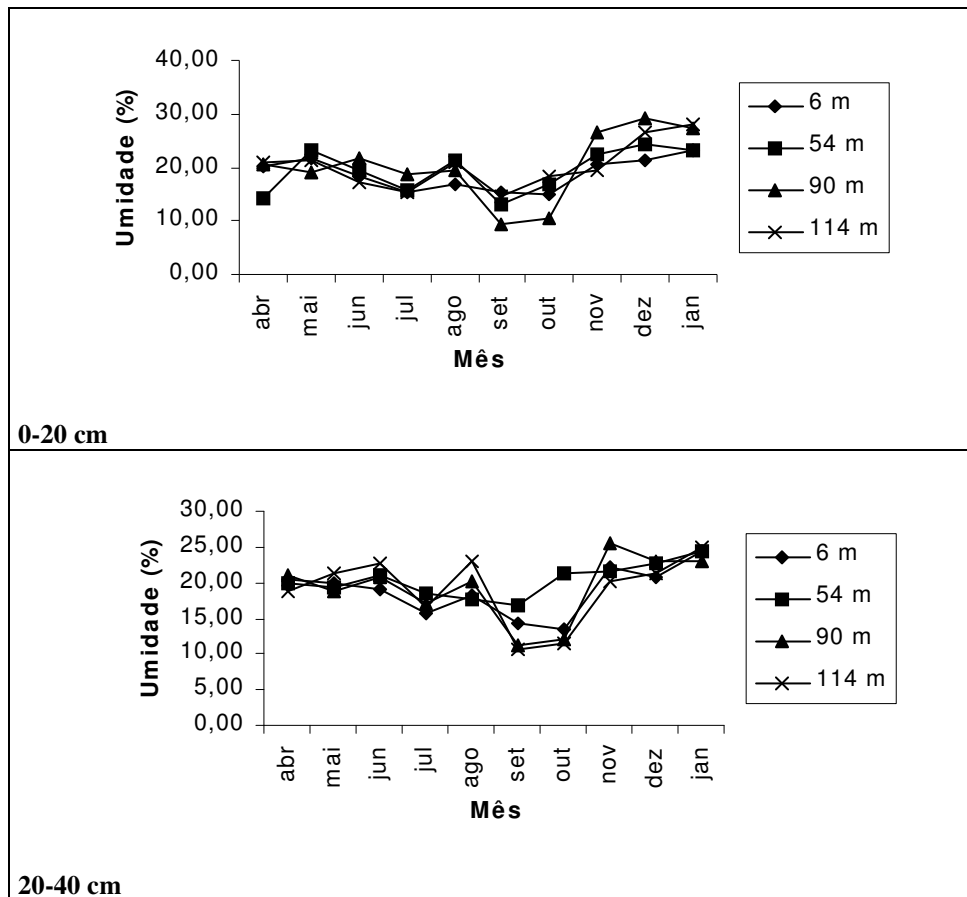 40,00
30,00
20,00
10,00
0,00
Umidade (%)
abr
mai
jun
jul
ago
set
out
nov
dez
jan
Mês
6 m
54 m
90 m
114 m
0-20 cm
30,00
25,00
20,00
15,00
10,00
5,00
0,00
Umidade (%)
abr
mai
jun
jul
ago
set
out
nov
dez
jan
Mês
6 m
54 m
90 m
114 m
20-40 cm